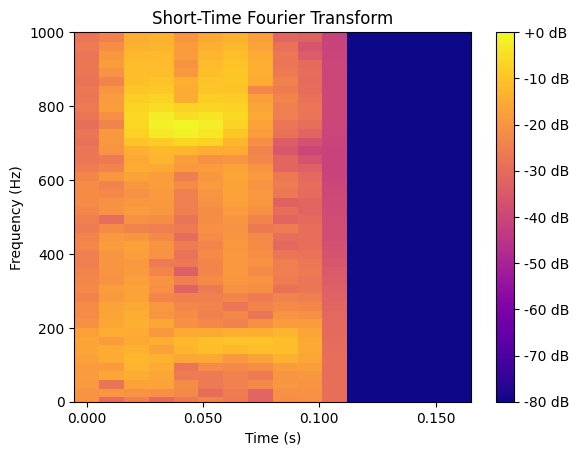 Short-Time Fourier Transform
Frequency (Hz)
1000
800
600
400
200
0
0.000
0.050
0.100
0.150
Time (s)
+0 dB
-10 dB
-20 dB
-30 dB
-40 dB
-50 dB
-60 dB
-70 dB
-80 dB